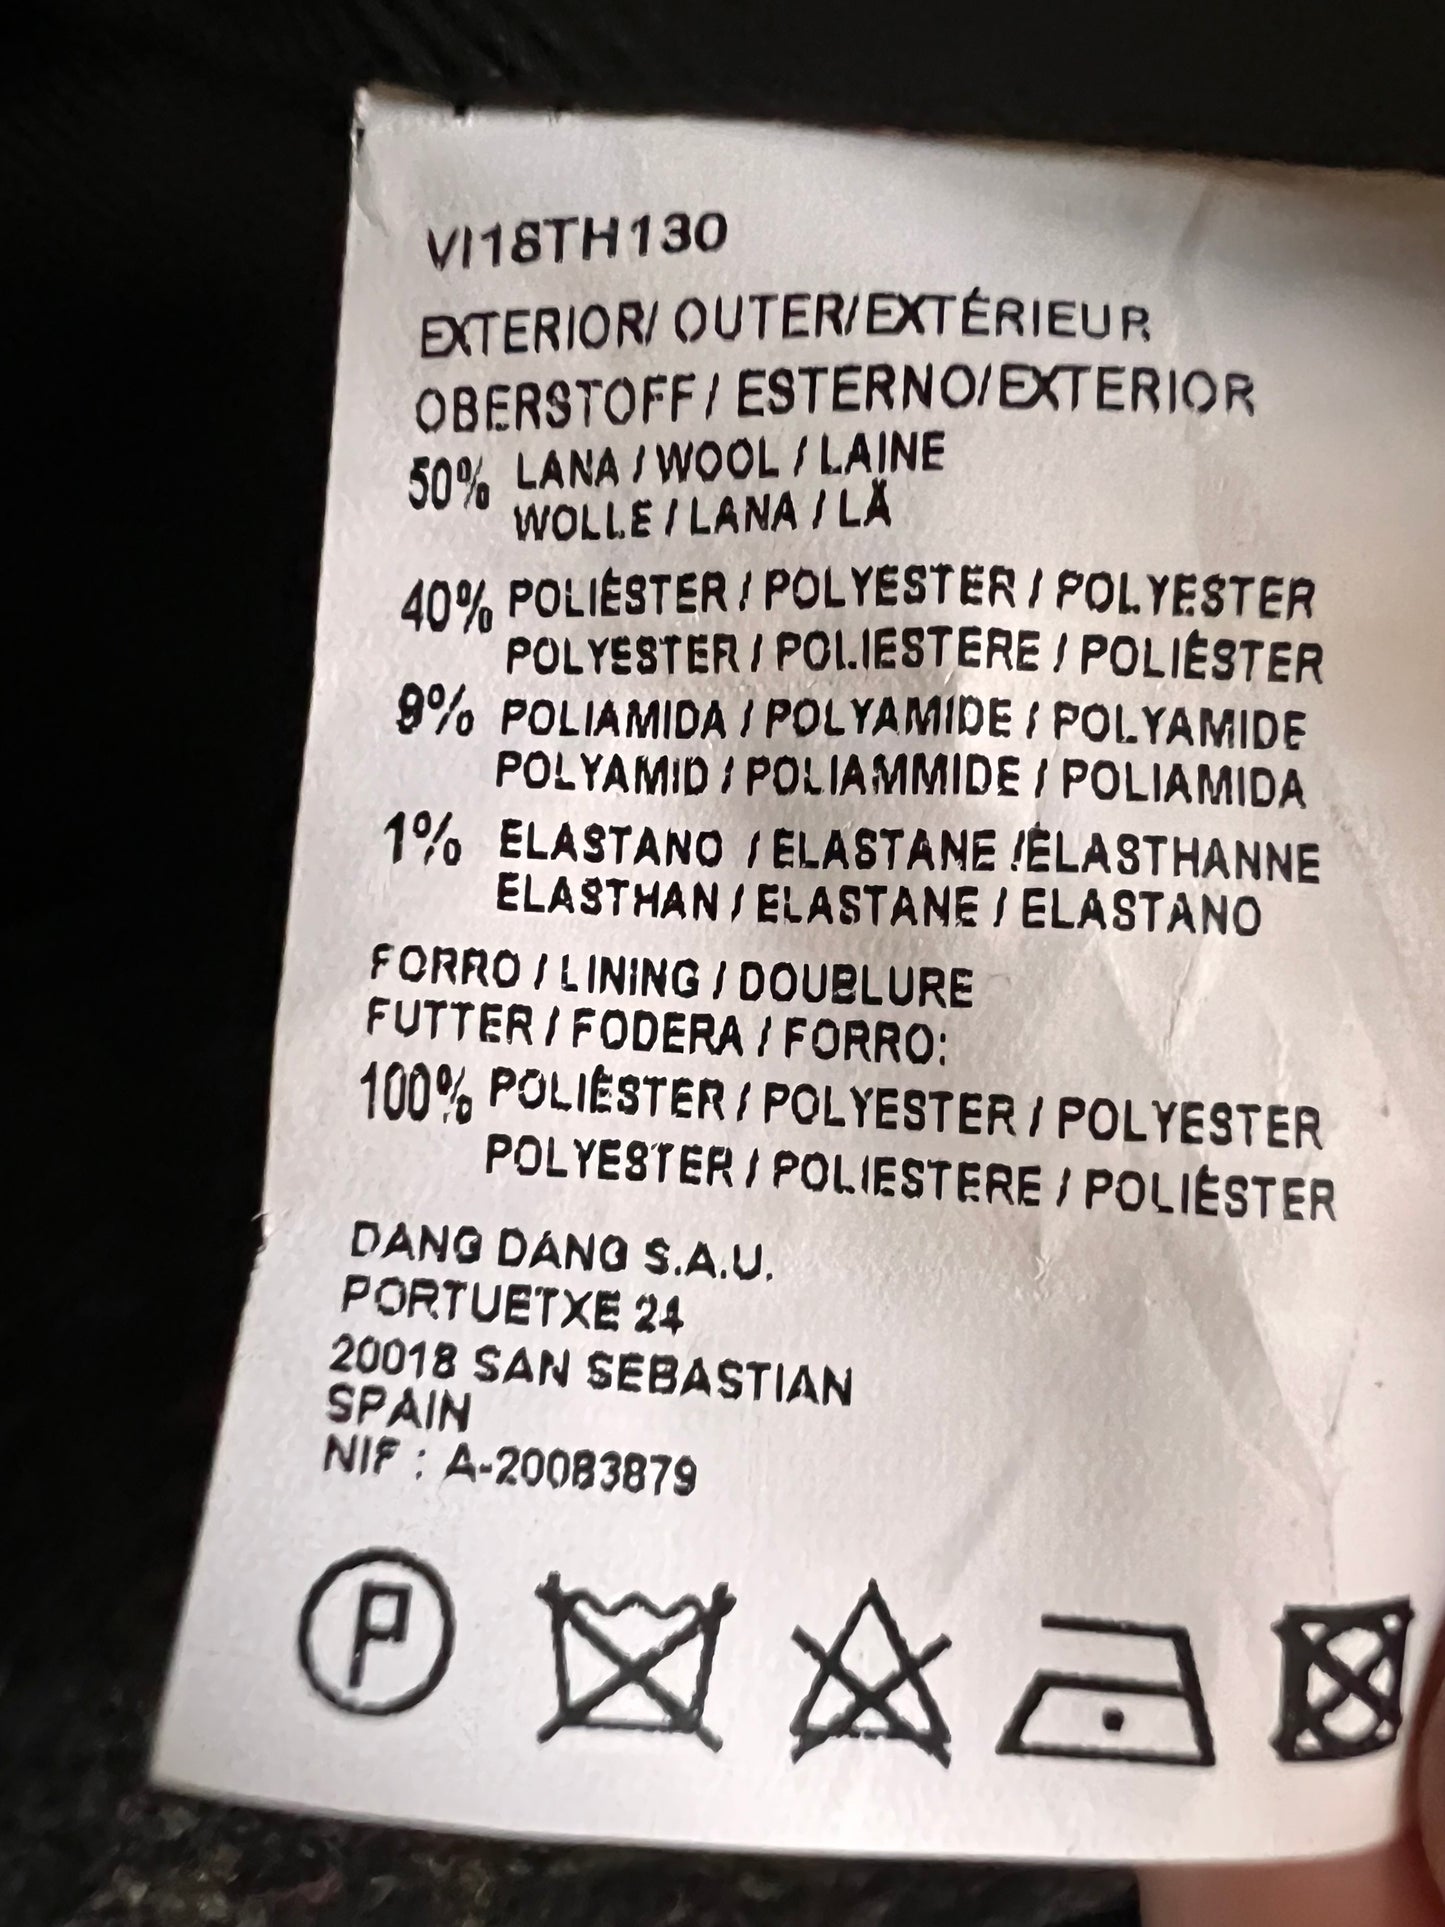 VI18TH130
EXTERIOR/ OUTER/EXTÉRIEUR
OBERSTOFF/ ESTERNO/EXTERIOR
50% LANA / WOOL / LAINE
WOLLE / LANA / LÃ
40% POLIÉSTER / POLYESTER / POLYESTER
POLYESTER / POLIESTERE / POLIÉSTER
9% POLIAMIDA / POLYAMIDE / POLYAMIDE
POLYAMID / POLIAMMIDE / POLIAMIDA
1% ELASTANO / ELASTANE /ÉLASTHANNE
ELASTHAN / ELASTANE / ELASTANO
FORRO / LINING / DOUBLURE
FUTTER / FODERA / FORRO:
100% POLIÉSTER / POLYESTER / POLYESTER
POLYESTER / POLIESTERE / POLIÉSTER
DANG DANG S.A.U.
PORTUETXE 24
20018 SAN SEBASTIAN
SPAIN
NIF : A-20083879
P